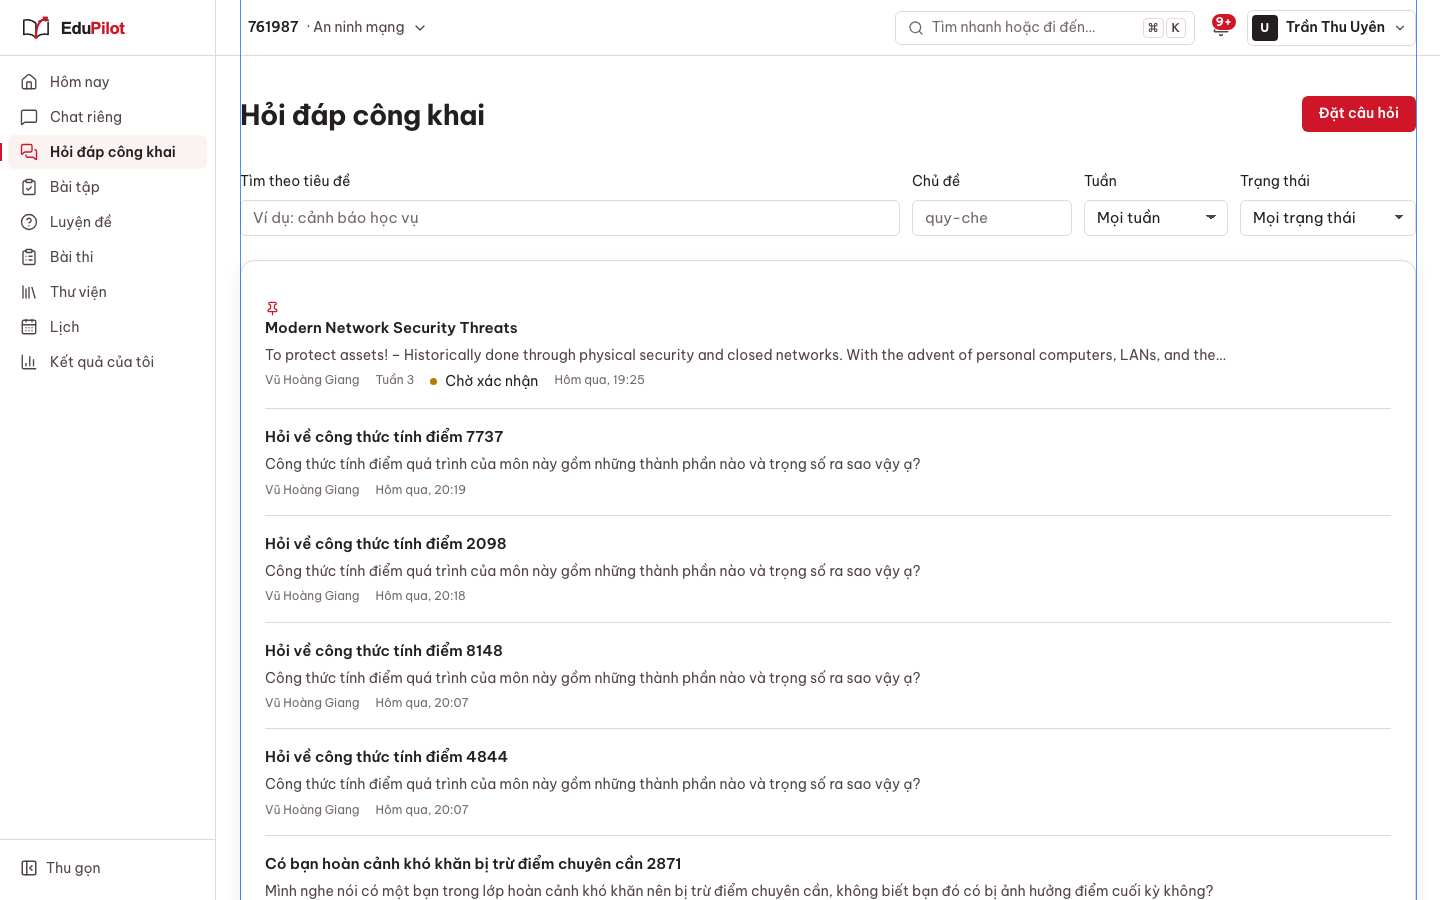 EduPilot
761987 · An ninh mạng
Tìm nhanh hoặc đi đến...
⌘ K
9+
U
Trần Thu Uyên
Hôm nay
Chat riêng
Hỏi đáp công khai
Bài tập
Luyện đề
Bài thi
Thư viện
Lịch
Kết quả của tôi
Thu gọn
Hỏi đáp công khai
Đặt câu hỏi
Tìm theo tiêu đề
Chủ đề
Tuần
Trạng thái
Ví dụ: cảnh báo học vụ
quy-che
Mọi tuần
Mọi trạng thái
Modern Network Security Threats
To protect assets! – Historically done through physical security and closed networks. With the advent of personal computers, LANs, and the...
Vũ Hoàng Giang Tuần 3 Chờ xác nhận Hôm qua, 19:25
Hỏi về công thức tính điểm 7737
Công thức tính điểm quá trình của môn này gồm những thành phần nào và trọng số ra sao vậy ạ?
Vũ Hoàng Giang Hôm qua, 20:19
Hỏi về công thức tính điểm 2098
Công thức tính điểm quá trình của môn này gồm những thành phần nào và trọng số ra sao vậy ạ?
Vũ Hoàng Giang Hôm qua, 20:18
Hỏi về công thức tính điểm 8148
Công thức tính điểm quá trình của môn này gồm những thành phần nào và trọng số ra sao vậy ạ?
Vũ Hoàng Giang Hôm qua, 20:07
Hỏi về công thức tính điểm 4844
Công thức tính điểm quá trình của môn này gồm những thành phần nào và trọng số ra sao vậy ạ?
Vũ Hoàng Giang Hôm qua, 20:07
Có bạn hoàn cảnh khó khăn bị trừ điểm chuyên cần 2871
Mình nghe nói có một bạn trong lớp hoàn cảnh khó khăn nên bị trừ điểm chuyên cần, không biết bạn đó có bị ảnh hưởng điểm cuối kỳ không?